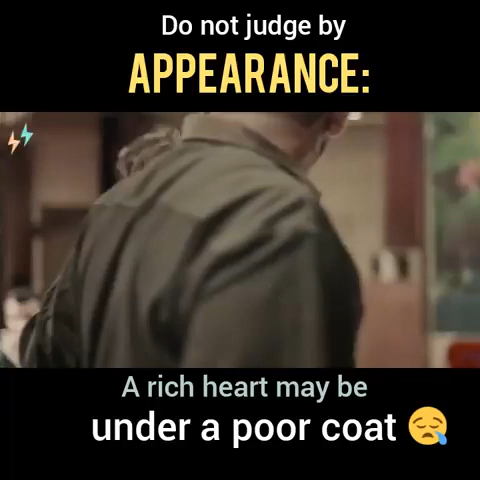 Do not judge by
APPEARANCE:
A rich heart may be
under a poor coat 😪